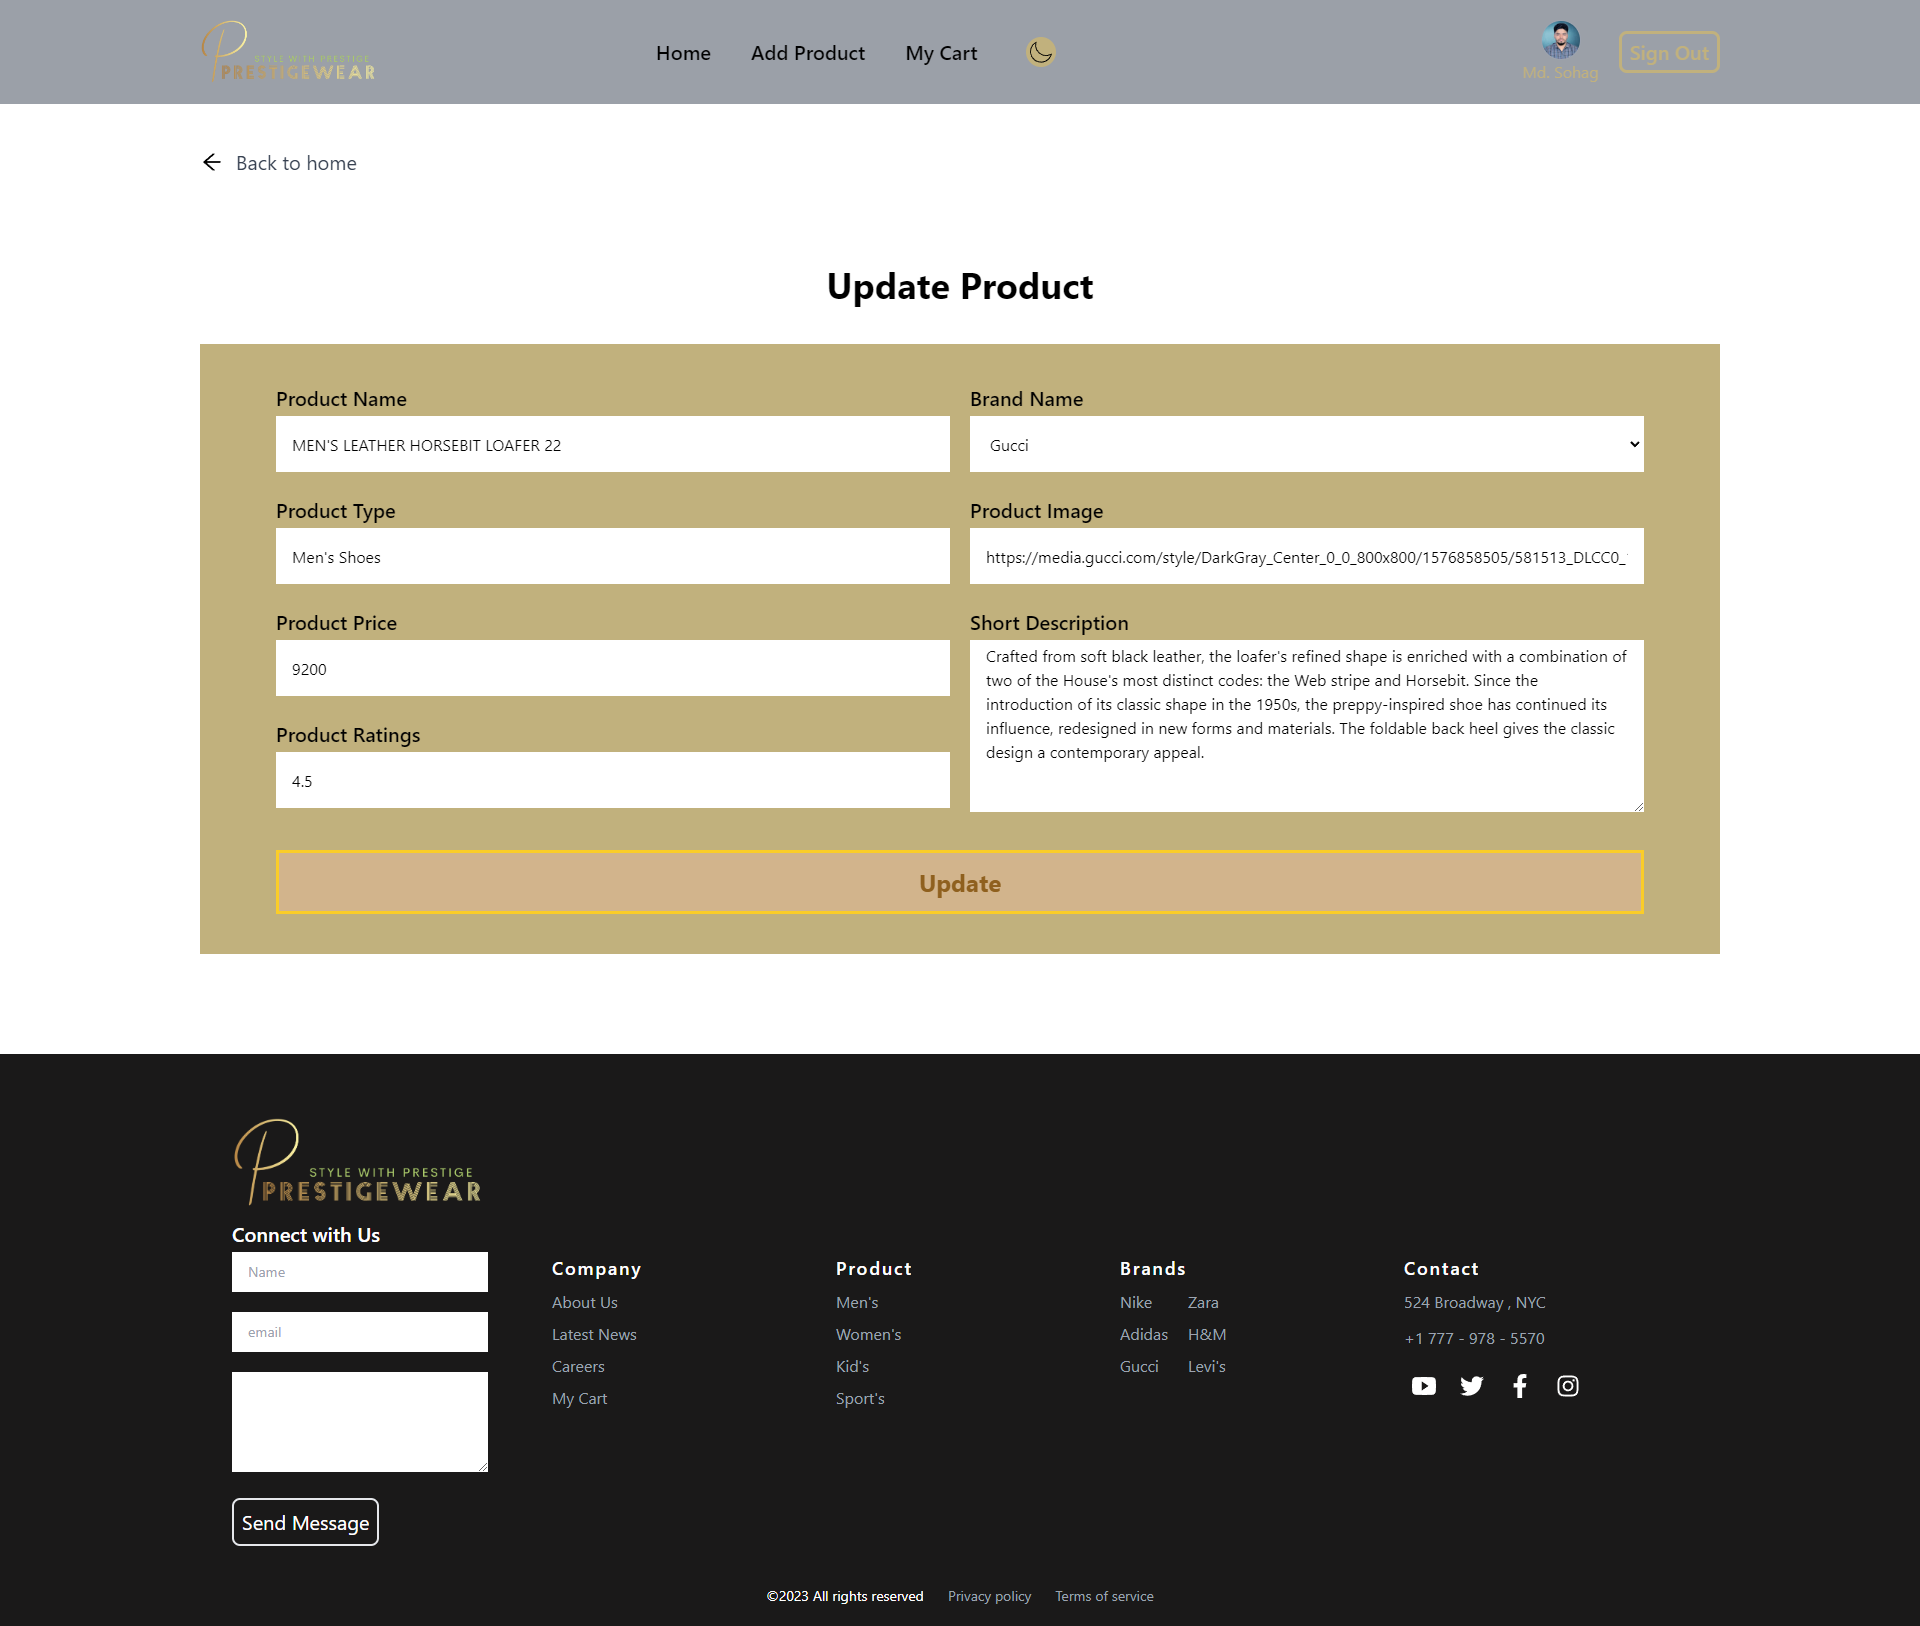 STYLE WITH PRESTIGE
PRESTIGEWEAR
Home
Add Product
My Cart
Md. Sohag
Sign Out
Back to home
Update Product
Product Name
MEN'S LEATHER HORSEBIT LOAFER 22
Brand Name
Gucci
Product Type
Men's Shoes
Product Image
https://media.gucci.com/style/DarkGray_Center_0_0_800x800/1576858505/581513_DLCC0_
Product Price
9200
Product Ratings
4.5
Short Description
Crafted from soft black leather, the loafer's refined shape is enriched with a combination of
two of the House's most distinct codes: the Web stripe and Horsebit. Since the
introduction of its classic shape in the 1950s, the preppy-inspired shoe has continued its
influence, redesigned in new forms and materials. The foldable back heel gives the classic
design a contemporary appeal.
Update
STYLE WITH PRESTIGE
PRESTIGEWEAR
Connect with Us
Name
email
Send Message
Company
About Us
Latest News
Careers
My Cart
Product
Men's
Women's
Kid's
Sport's
Brands
Nike
Zara
Adidas
H&M
Gucci
Levi's
Contact
524 Broadway , NYC
+1 777 - 978 - 5570
©2023 All rights reserved
Privacy policy
Terms of service